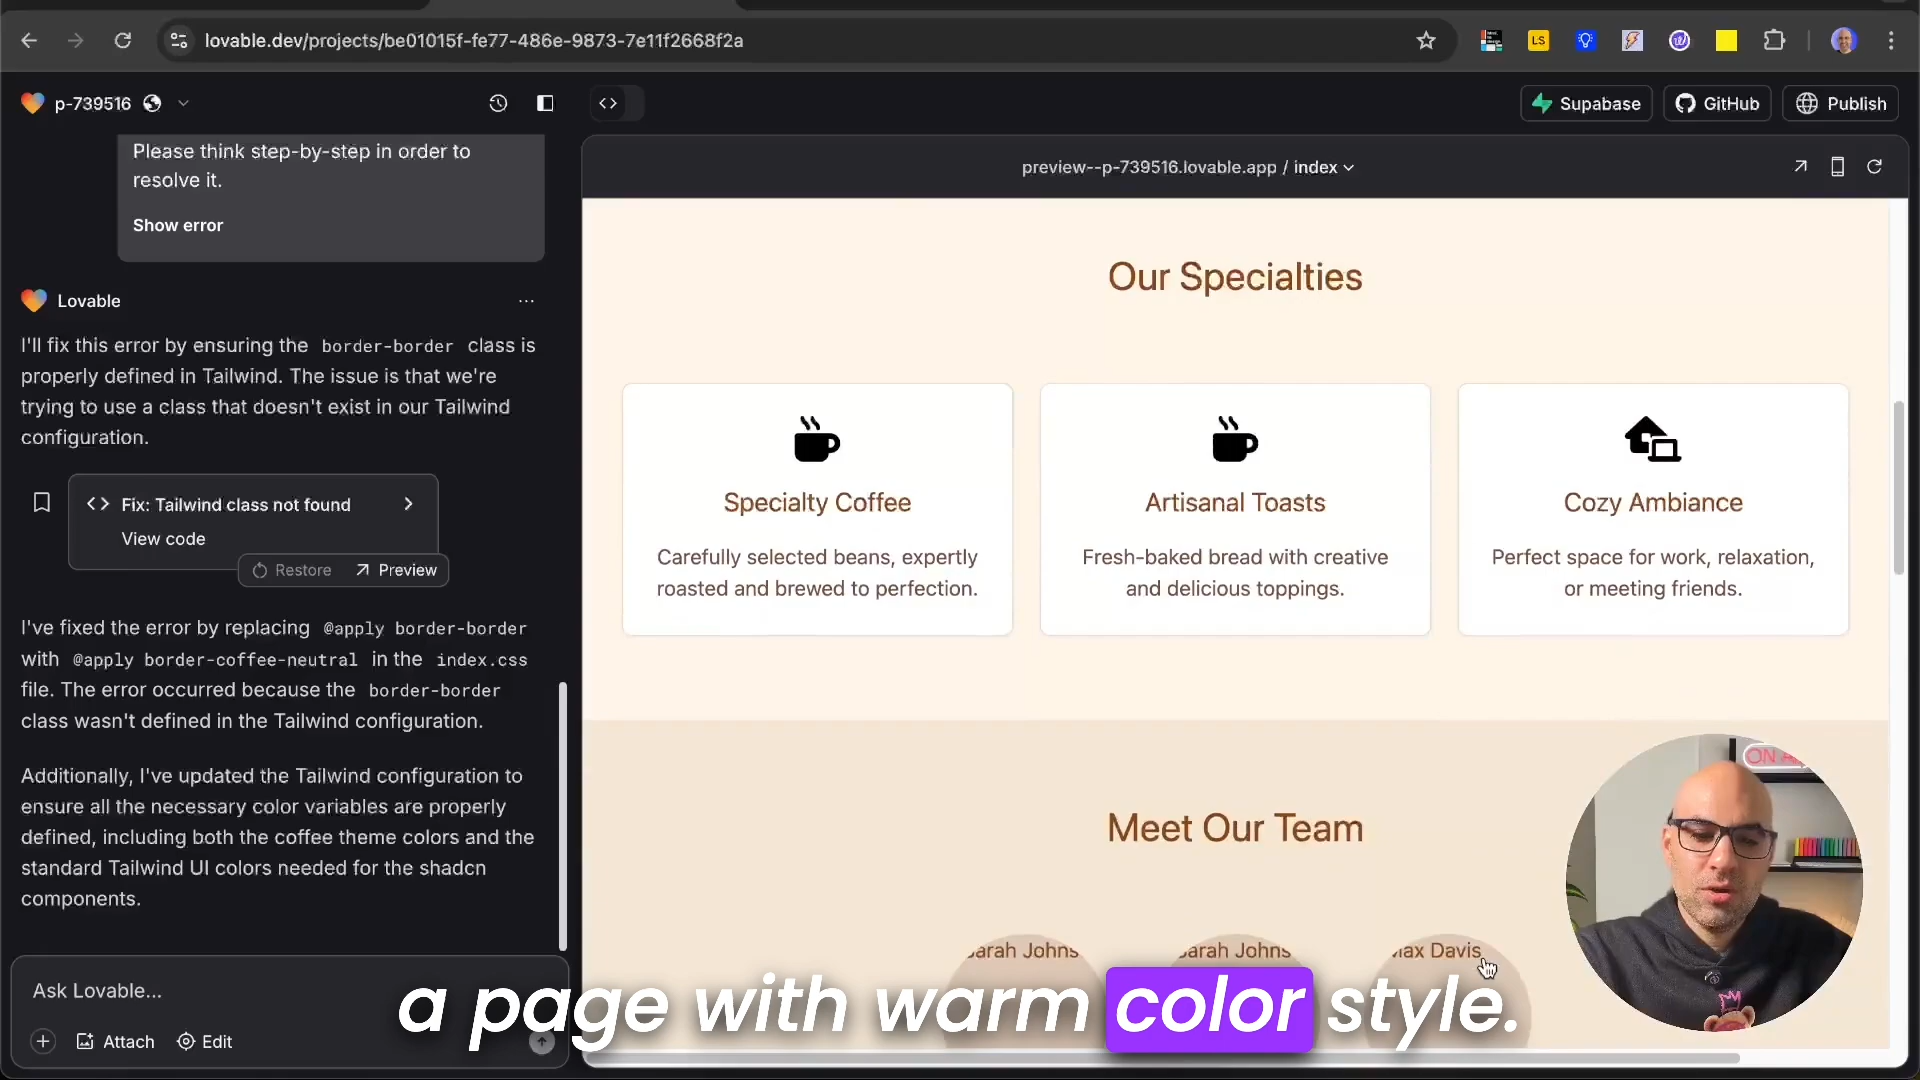 lovable.dev/projects/be01015f-fe77-486e-9873-7e11f2668f2a
LS
p-739516
Supabase
GitHub
Publish
Please think step-by-step in order to
resolve it.
Show error
Lovable
I'll fix this error by ensuring the border-border class is
properly defined in Tailwind. The issue is that we're
trying to use a class that doesn't exist in our Tailwind
configuration.
Fix: Tailwind class not found
View code
Restore
Preview
I've fixed the error by replacing @apply border-border
with @apply border-coffee-neutral in the index.css
file. The error occurred because the border-border
class wasn't defined in the Tailwind configuration.
Additionally, I've updated the Tailwind configuration to
ensure all the necessary color variables are properly
defined, including both the coffee theme colors and the
standard Tailwind UI colors needed for the shadcn
components.
Ask Lovable...
Attach
Edit
preview--p-739516.lovable.app / index
Our Specialties
Specialty Coffee
Carefully selected beans, expertly
roasted and brewed to perfection.
Artisanal Toasts
Fresh-baked bread with creative
and delicious toppings.
Cozy Ambiance
Perfect space for work, relaxation,
or meeting friends.
Meet Our Team
arah Johns
arah Johns
Max Davis
ON A
a page with warm color style.